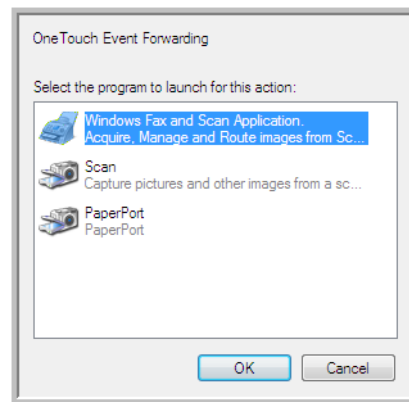 OneTouch Event Forwarding
Select the program to launch for this action:
Windows Fax and Scan Application.
Acquire, Manage and Route images from Sc...
Scan
Capture pictures and other images from a sc...
PaperPort
PaperPort
OK Cancel